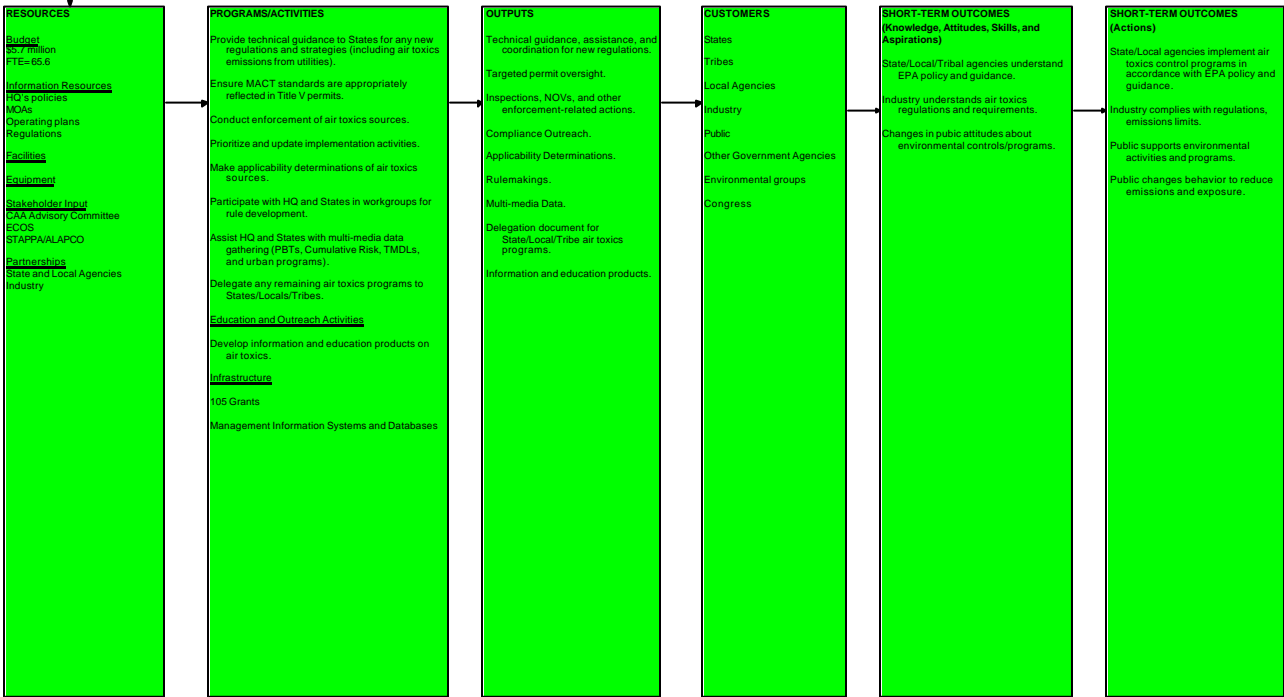 RESOURCES
Budget
$5.7 million
FTE= 65.6
Information Resources
HQ's policies
MOAs
Operating plans
Regulations
Facilities
Equipment
Stakeholder Input
CAA Advisory Committee
ECOS
STAPPA/ALAPCO
Partnerships
State and Local Agencies
Industry
PROGRAMS/ACTIVITIES
Provide technical guidance to States for any new
regulations and strategies (including air toxics
emissions from utilities).
Ensure MACT standards are appropriately
reflected in Title V permits.
Conduct enforcement of air toxics sources.
Prioritize and update implementation activities.
Make applicability determinations of air toxics
sources.
Participate with HQ and States in workgroups for
rule development.
Assist HQ and States with multi-media data
gathering (PBTs, Cumulative Risk, TMDLs,
and urban programs).
Delegate any remaining air toxics programs to
States/Locals/Tribes.
Education and Outreach Activities
Develop information and education products on
air toxics.
Infrastructure
105 Grants
Management Information Systems and Databases
OUTPUTS
Technical guidance, assistance, and
coordination for new regulations.
Targeted permit oversight.
Inspections, NOVs, and other
enforcement-related actions.
Compliance Outreach.
Applicability Determinations.
Rulemakings.
Multi-media Data.
Delegation document for
State/Local/Tribe air toxics
programs.
Information and education products.
CUSTOMERS
States
Tribes
Local Agencies
Industry
Public
Other Government Agencies
Environmental groups
Congress
SHORT-TERM OUTCOMES
(Knowledge, Attitudes, Skills, and
Aspirations)
State/Local/Tribal agencies understand
EPA policy and guidance.
Industry understands air toxics
regulations and requirements.
Changes in pubic attitudes about
environmental controls/programs.
SHORT-TERM OUTCOMES
(Actions)
State/Local agencies implement air
toxics control programs in
accordance with EPA policy and
guidance.
Industry complies with regulations,
emissions limits.
Public supports environmental
activities and programs.
Public changes behavior to reduce
emissions and exposure.